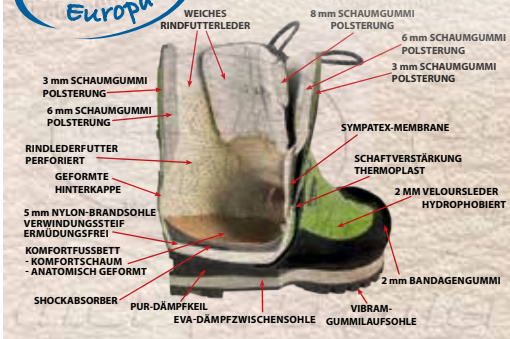 Europa
WEICHES
RINDFUTTERLEDER
8 mm SCHAUMGUMMI
POLSTERUNG
6 mm SCHAUMGUMMI
POLSTERUNG
3 mm SCHAUMGUMMI
POLSTERUNG
3 mm SCHAUMGUMMI
POLSTERUNG
6 mm SCHAUMGUMMI
POLSTERUNG
SYMPATEX-MEMBRANE
RINDLEDERFUTTER
PERFORIERT
SCHAFTVERSTÄRKUNG
THERMOPLAST
GEFORMTE
HINTERKAPPE
2 MM VELOURSLEDER
HYDROPHOBIERT
5 mm NYLON-BRANDSOHLE
VERWINDUNGSSTEIF
ERMÜDUNGSFREI
KOMFORTFUSSBETT
- KOMFORTSCHAUM
- ANATOMISCH GEFORMT
2 mm BANDAGENGUMMI
SHOCKABSORBER
PUR-DÄMPFKEIL
EVA-DÄMPFZWISCHENSOHLE
VIBRAM-
GUMMILAUFSOHLE